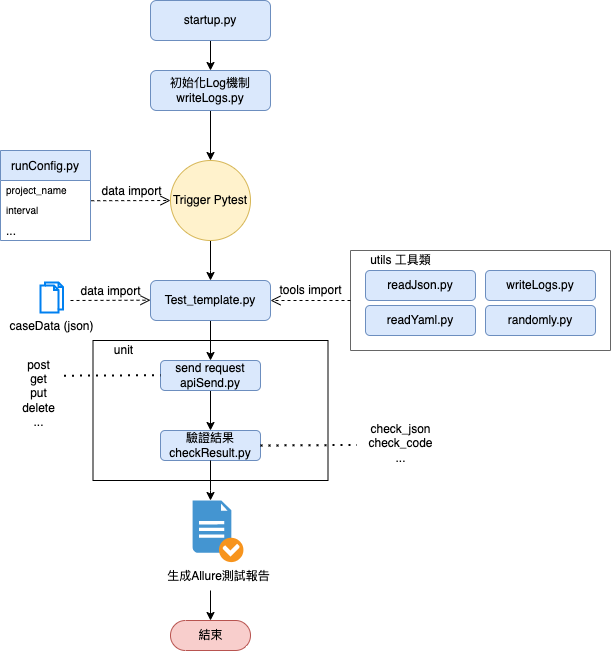 startup.py
初始化Log機制
writeLogs.py
runConfig.py
project_name
interval
...
data import
Trigger Pytest
utils 工具類
readJson.py
writeLogs.py
readYaml.py
randomly.py
data import
Test_template.py
tools import
caseData (json)
unit
post
get
put
delete
...
send request
apiSend.py
驗證結果
checkResult.py
check_json
check_code
...
生成Allure測試報告
結束